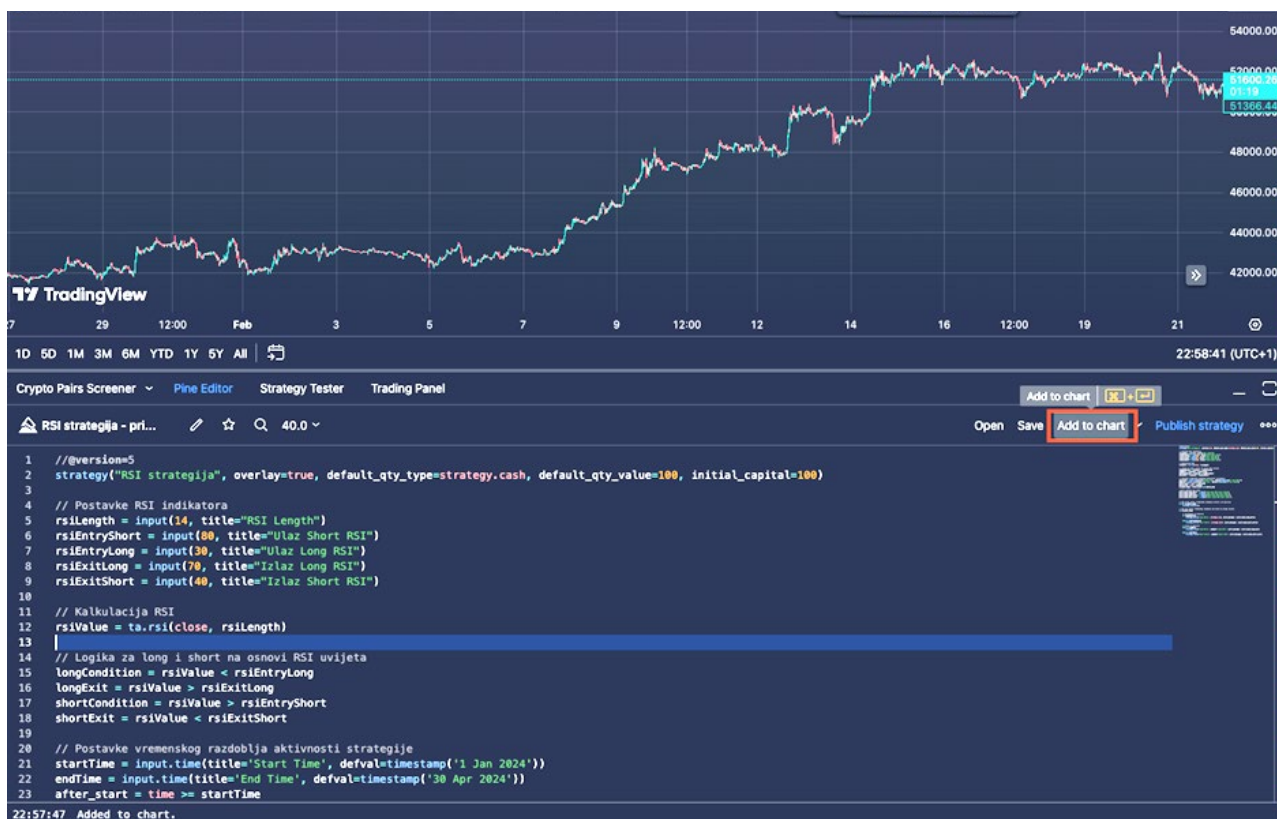 54000.00
52000.00
51600.26
01:19
51366.44
48000.00
46000.00
44000.00
42000.00
TradingView
29 12:00 Feb 3 5 7 9 12:00 12 14 16 12:00 19 21
1D 5D 1M 3M 6M YTD 1Y 5Y All
22:58:41 (UTC+1)
Crypto Pairs Screener Pine Editor Strategy Tester Trading Panel
Add to chart
RSI strategija - pri... 40.0 Open Save Add to chart Publish strategy
1 //@version=5
2 strategy("RSI strategija", overlay=true, default_qty_type=strategy.cash, default_qty_value=100, initial_capital=100)
3
4 // Postavke RSI indikatora
5 rsiLength = input(14, title="RSI Length")
6 rsiEntryShort = input(80, title="Ulaz Short RSI")
7 rsiEntryLong = input(30, title="Ulaz Long RSI")
8 rsiExitLong = input(70, title="Izlaz Long RSI")
9 rsiExitShort = input(40, title="Izlaz Short RSI")
10
11 // Kalkulacija RSI
12 rsiValue = ta.rsi(close, rsiLength)
13
14 // Logika za long i short na osnovi RSI uvijeta
15 longCondition = rsiValue < rsiEntryLong
16 longExit = rsiValue > rsiExitLong
17 shortCondition = rsiValue > rsiEntryShort
18 shortExit = rsiValue < rsiExitShort
19
20 // Postavke vremenskog razdoblja aktivnosti strategije
21 startTime = input.time(title='Start Time', defval=timestamp('1 Jan 2024'))
22 endTime = input.time(title='End Time', defval=timestamp('30 Apr 2024'))
23 after_start = time >= startTime
22:57:47 Added to chart.